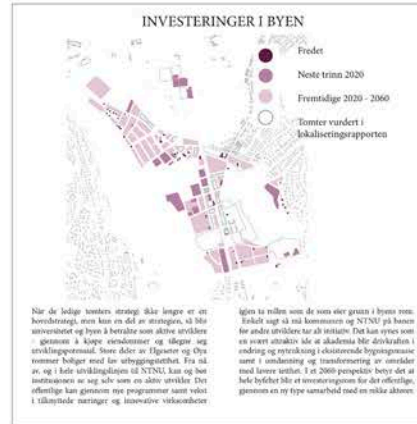 INVESTERINGER I BYEN
Fredet
Neste trinn 2020
Fremtidige 2020 - 2060
Tomter vurdert i
lokaliseringsrapporten
Når de ledige tomters strategi ikke lengre er en
hovedstrategi, men kun en del av strategien, så blir
universitetet og byen å betrakte som aktive utviklere
- gjennom å kjøpe eiendommer og tilegne seg
utviklingspotensial. Store deler av Elgeseter og Øya
rommer boliger med lav utbyggingstetthet. Fra nå
av, og i hele utviklingslinjen til NTNU, kan og bør
institusjonen se seg selv som en aktiv utvikler. Det
offentlige kan gjennom nye programmer samt vekst
i tilknyttede næringer og innovative virksomheter
igjen ta rollen som de som eier grunn i byens rom.
Enkelt sagt så må kommunen og NTNU på banen
før andre utviklere tar alt initiativ. Det kan synes som
en svært attraktiv ide at akademia blir drivkraften i
endring og nytenkning i eksisterende bygningsmasse
samt i omdanning og transformering av områder
med lavere tetthet. I et 2060 perspektiv betyr det at
hele byfeltet blir et investeringsrom for det offentlige,
gjennom en ny type samarbeid med en rekke aktører.